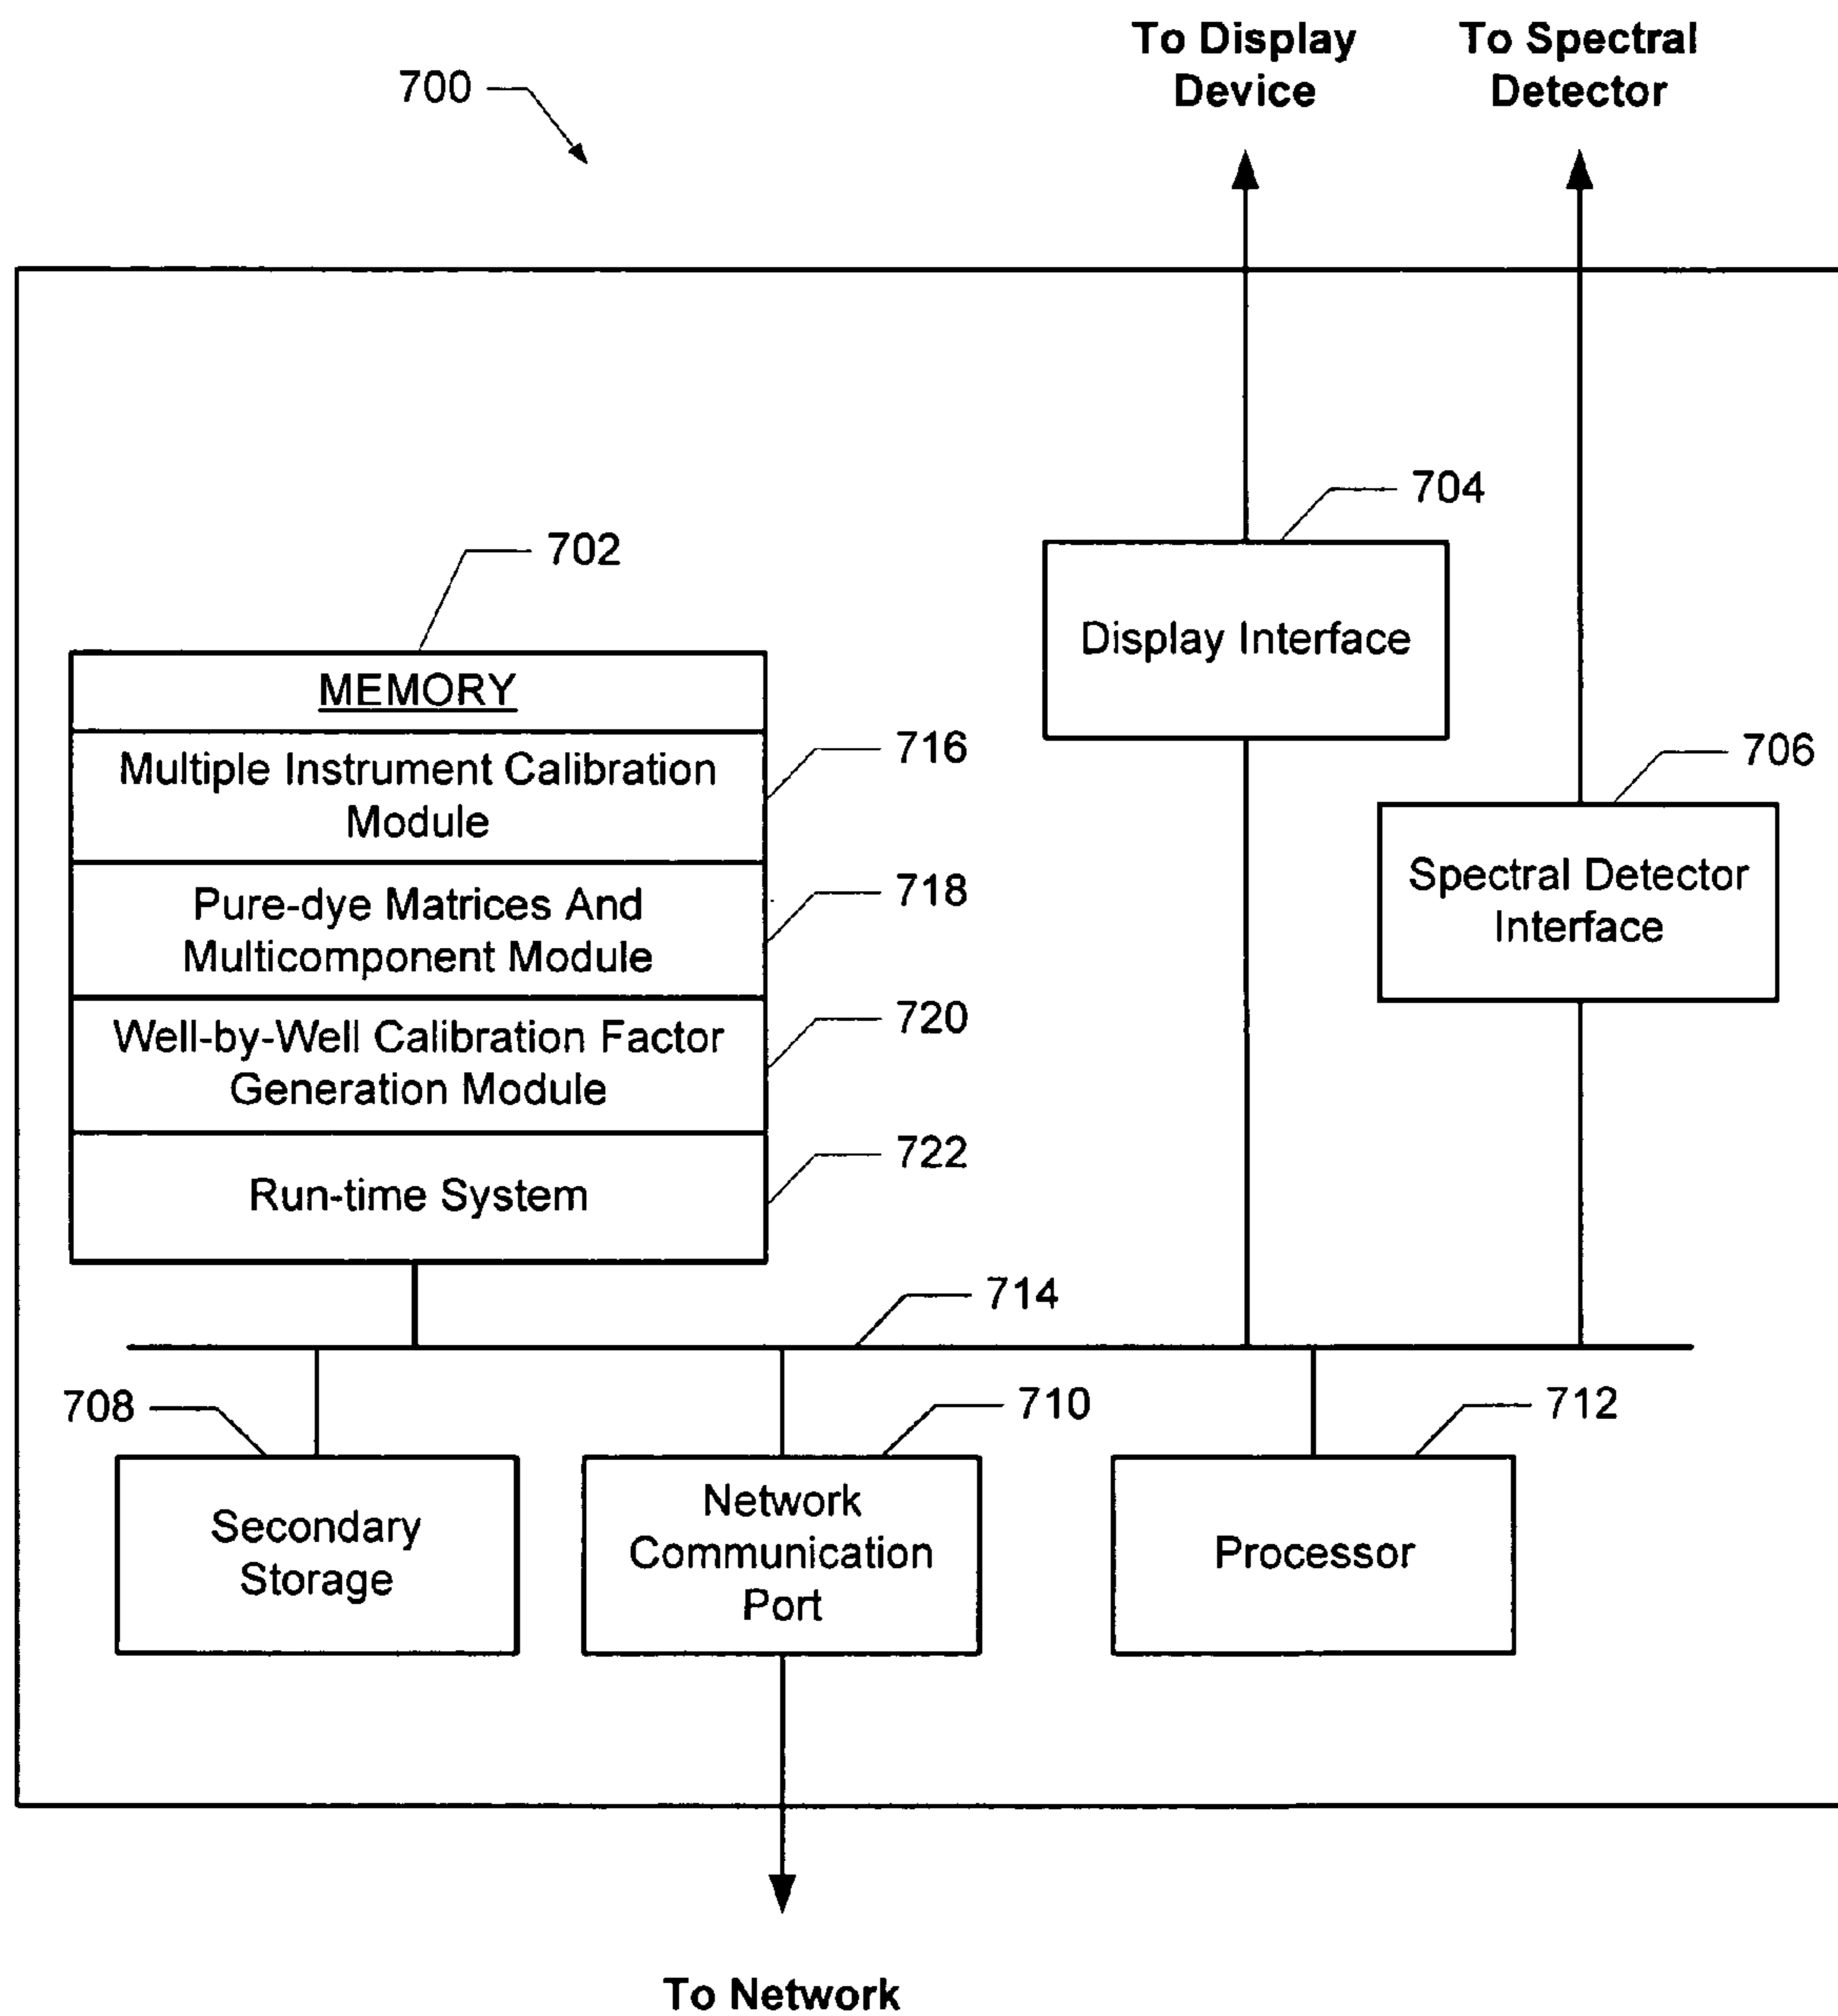 To Display
Device
To Spectral
Detector
700
704
Display Interface
702
706
MEMORY
716
Multiple Instrument Calibration
Module
Spectral Detector
Interface
718
Pure-dye Matrices And
Multicomponent Module
720
Well-by-Well Calibration Factor
Generation Module
722
Run-time System
714
708
710
712
Secondary
Storage
Network
Communication
Port
Processor
To Network